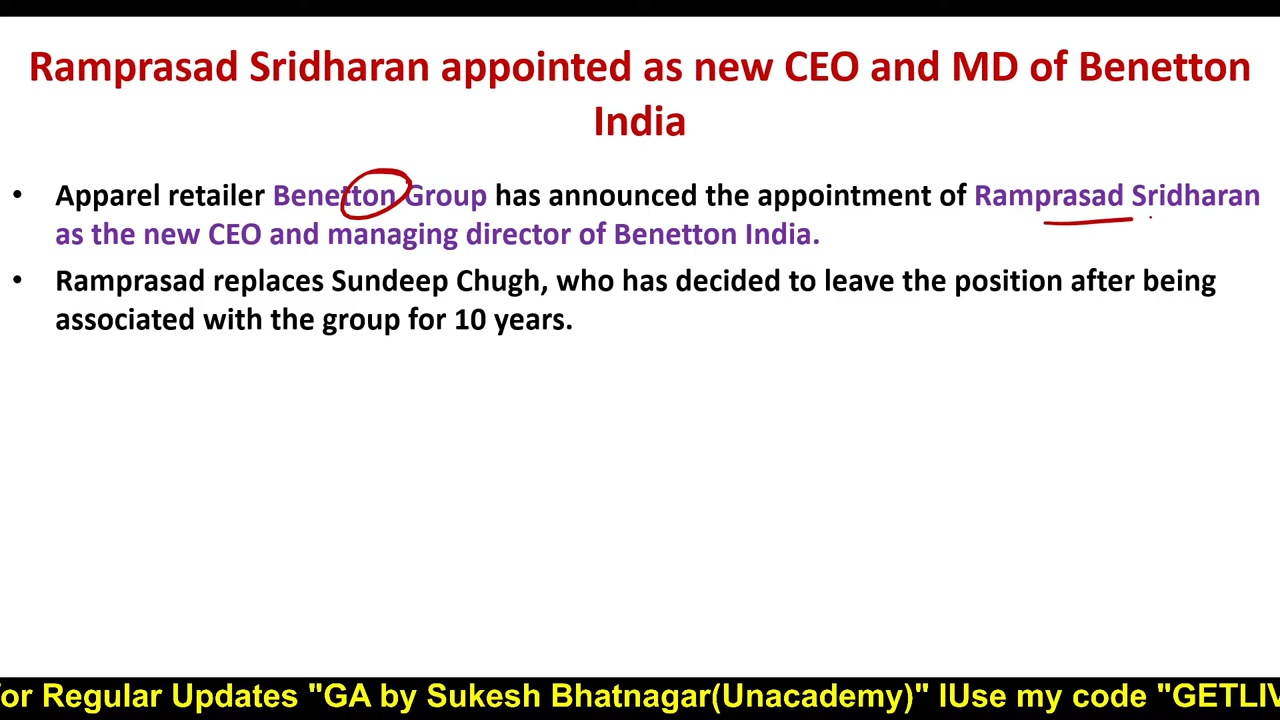 Ramprasad Sridharan appointed as new CEO and MD of Benetton
India
• Apparel retailer Benetton Group has announced the appointment of Ramprasad Sridharan
as the new CEO and managing director of Benetton India.
• Ramprasad replaces Sundeep Chugh, who has decided to leave the position after being
associated with the group for 10 years.
for Regular Updates "GA by Sukesh Bhatnagar(Unacademy)" lUse my code "GETLIV